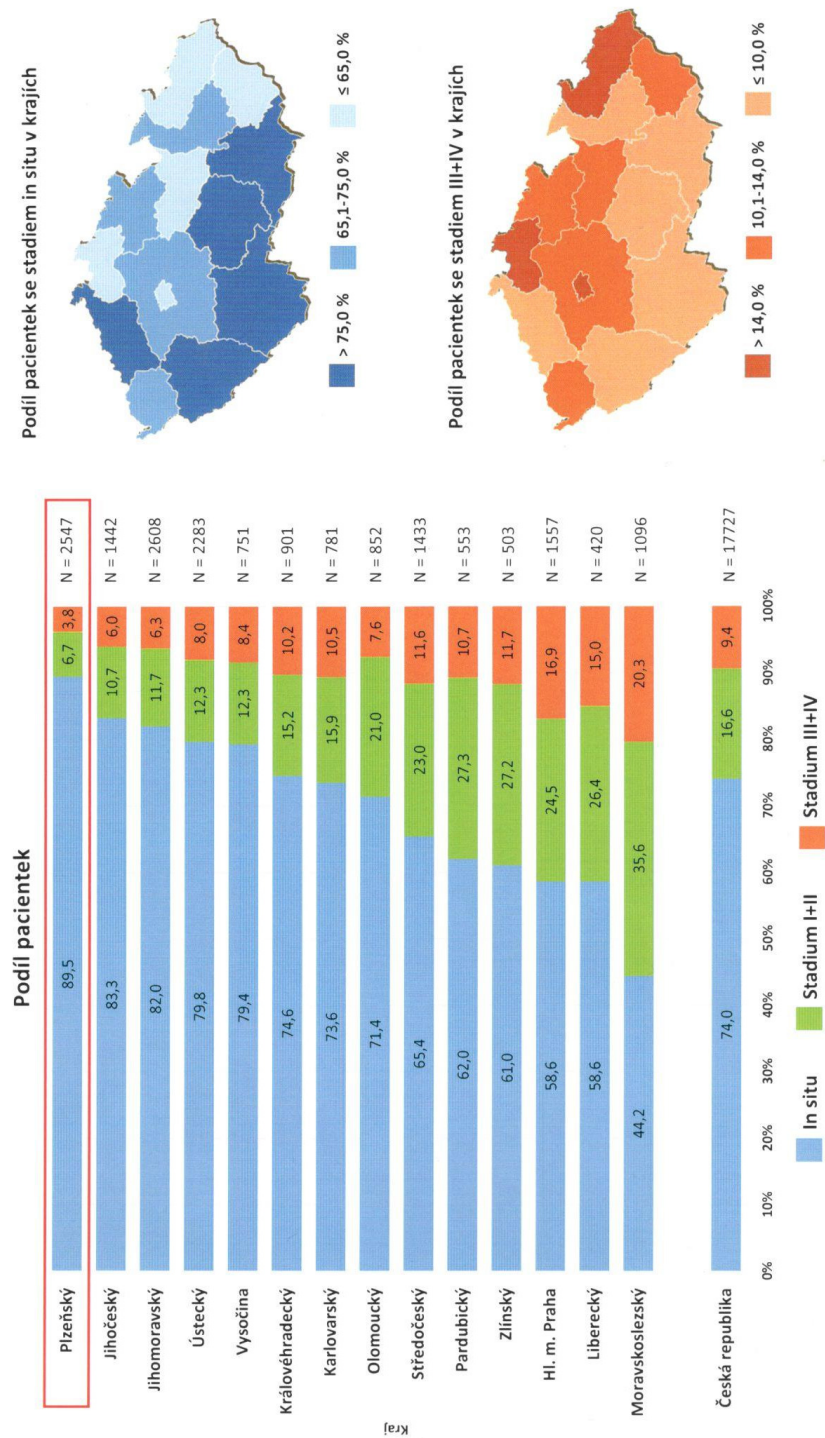 Podíl pacientek
Kraj
Plzeňský 89,5 6,7 3,8 N = 2547
Jihočeský 83,3 10,7 6,0 N = 1442
Jihomoravský 82,0 11,7 6,3 N = 2608
Ústecký 79,8 12,3 8,0 N = 2283
Vysočina 79,4 12,3 8,4 N = 751
Královéhradecký 74,6 15,2 10,2 N = 901
Karlovarský 73,6 15,9 10,5 N = 781
Olomoucký 71,4 21,0 7,6 N = 852
Středočeský 65,4 23,0 11,6 N = 1433
Pardubický 62,0 27,3 10,7 N = 553
Zlínský 61,0 27,2 11,7 N = 503
Hl. m. Praha 58,6 24,5 16,9 N = 1557
Liberecký 58,6 26,4 15,0 N = 420
Moravskoslezský 44,2 35,6 20,3 N = 1096
Česká republika 74,0 16,6 9,4 N = 17727
0% 10% 20% 30% 40% 50% 60% 70% 80% 90% 100%
In situ Stadium I+II Stadium III+IV
Podíl pacientek se stadiem in situ v krajích
> 75,0 % 65,1-75,0 % ≤ 65,0 %
Podíl pacientek se stadiem III+IV v krajích
> 14,0 % 10,1-14,0 % ≤ 10,0 %